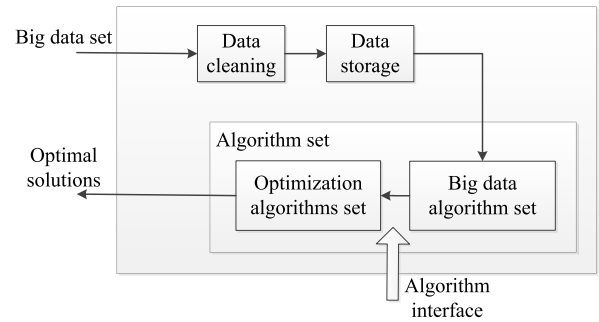 Big data set
Data
cleaning
Data
storage
Algorithm set
Optimal
solutions
Optimization
algorithms set
Big data
algorithm set
Algorithm
interface